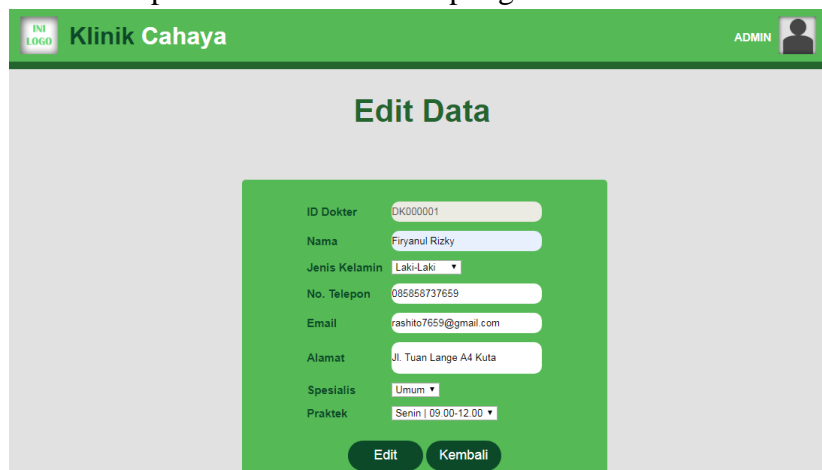 INI
LOGO
Klinik Cahaya
ADMIN
Edit Data
ID Dokter DK000001
Nama Firyanul Rizky
Jenis Kelamin Laki-Laki
No. Telepon 085858737659
Email rashito7659@gmail.com
Alamat Jl. Tuan Lange A4 Kuta
Spesialis Umum
Praktek Senin | 09.00-12.00
Edit Kembali